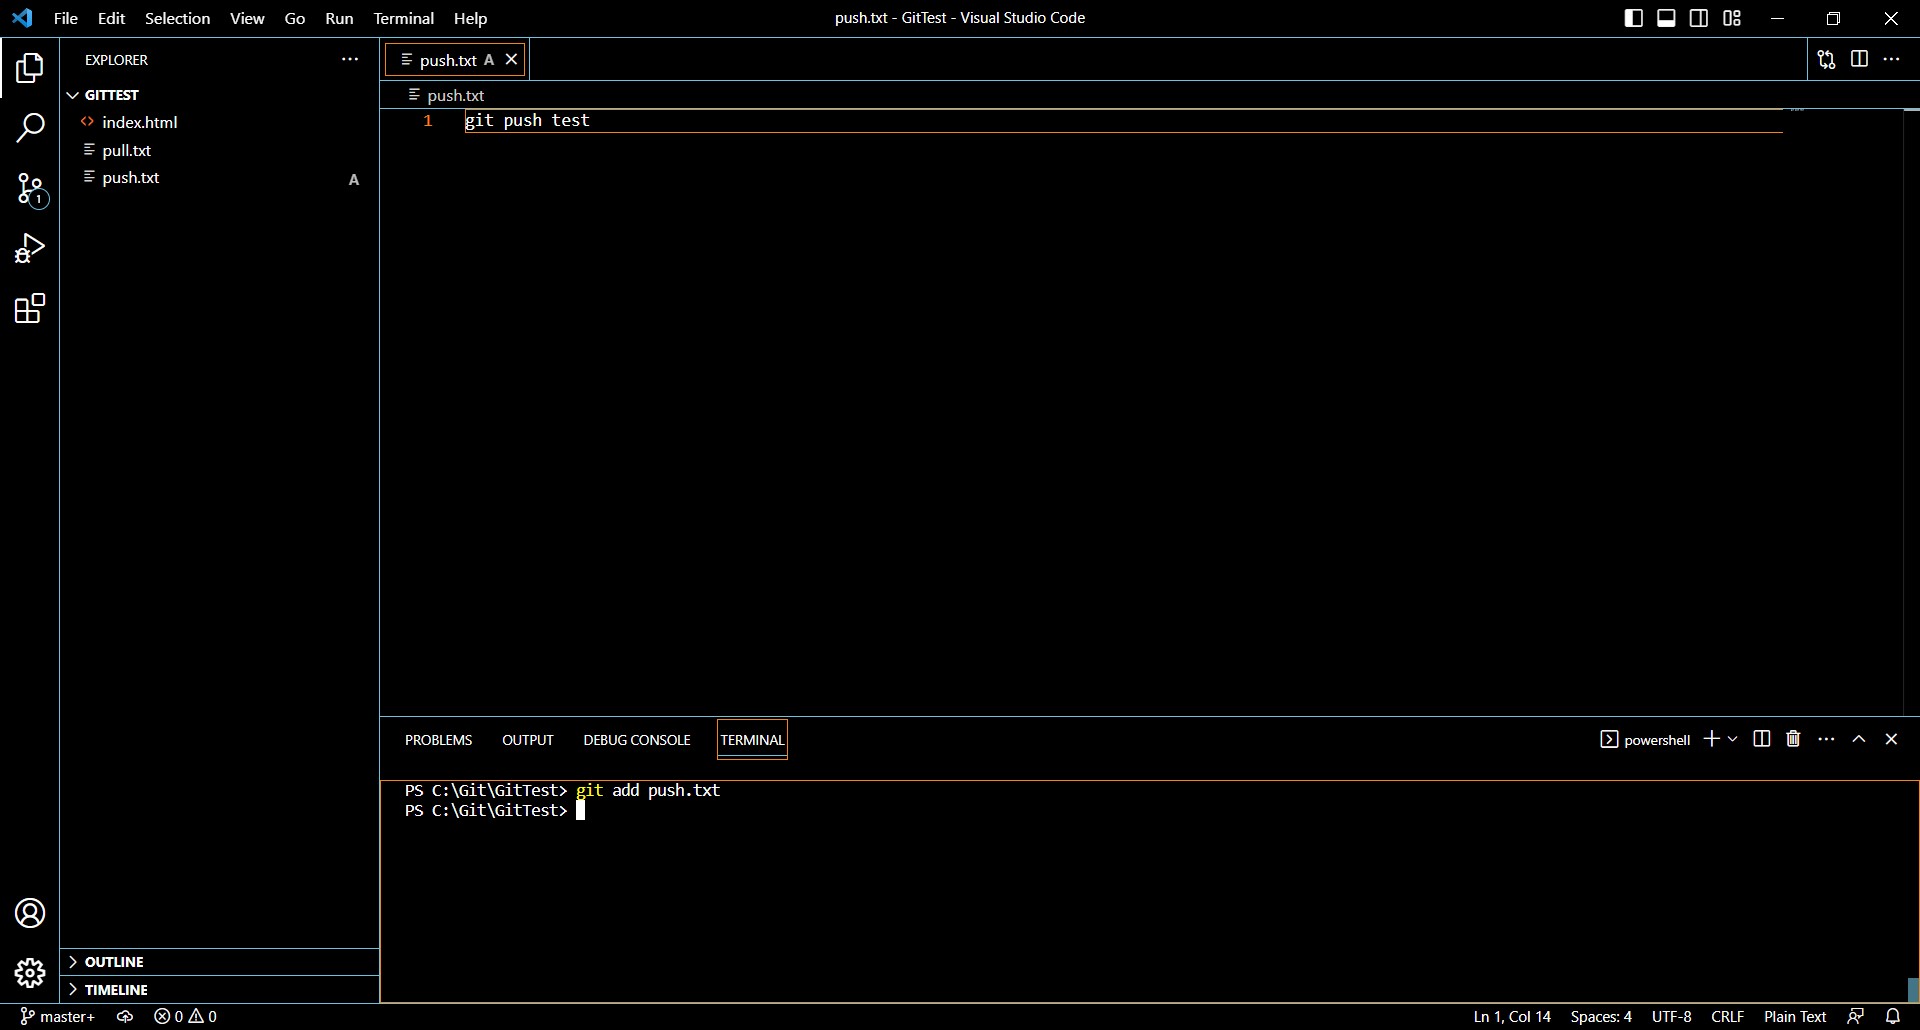 File Edit Selection View Go Run Terminal Help push.txt - GitTest - Visual Studio Code
EXPLORER
GITTEST
index.html
pull.txt
push.txt A
1
push.txt A
push.txt
1 git push test
PROBLEMS OUTPUT DEBUG CONSOLE TERMINAL powershell
PS C:\Git\GitTest> git add push.txt
PS C:\Git\GitTest>
OUTLINE
TIMELINE
master+ 0 0 Ln 1, Col 14 Spaces: 4 UTF-8 CRLF Plain Text